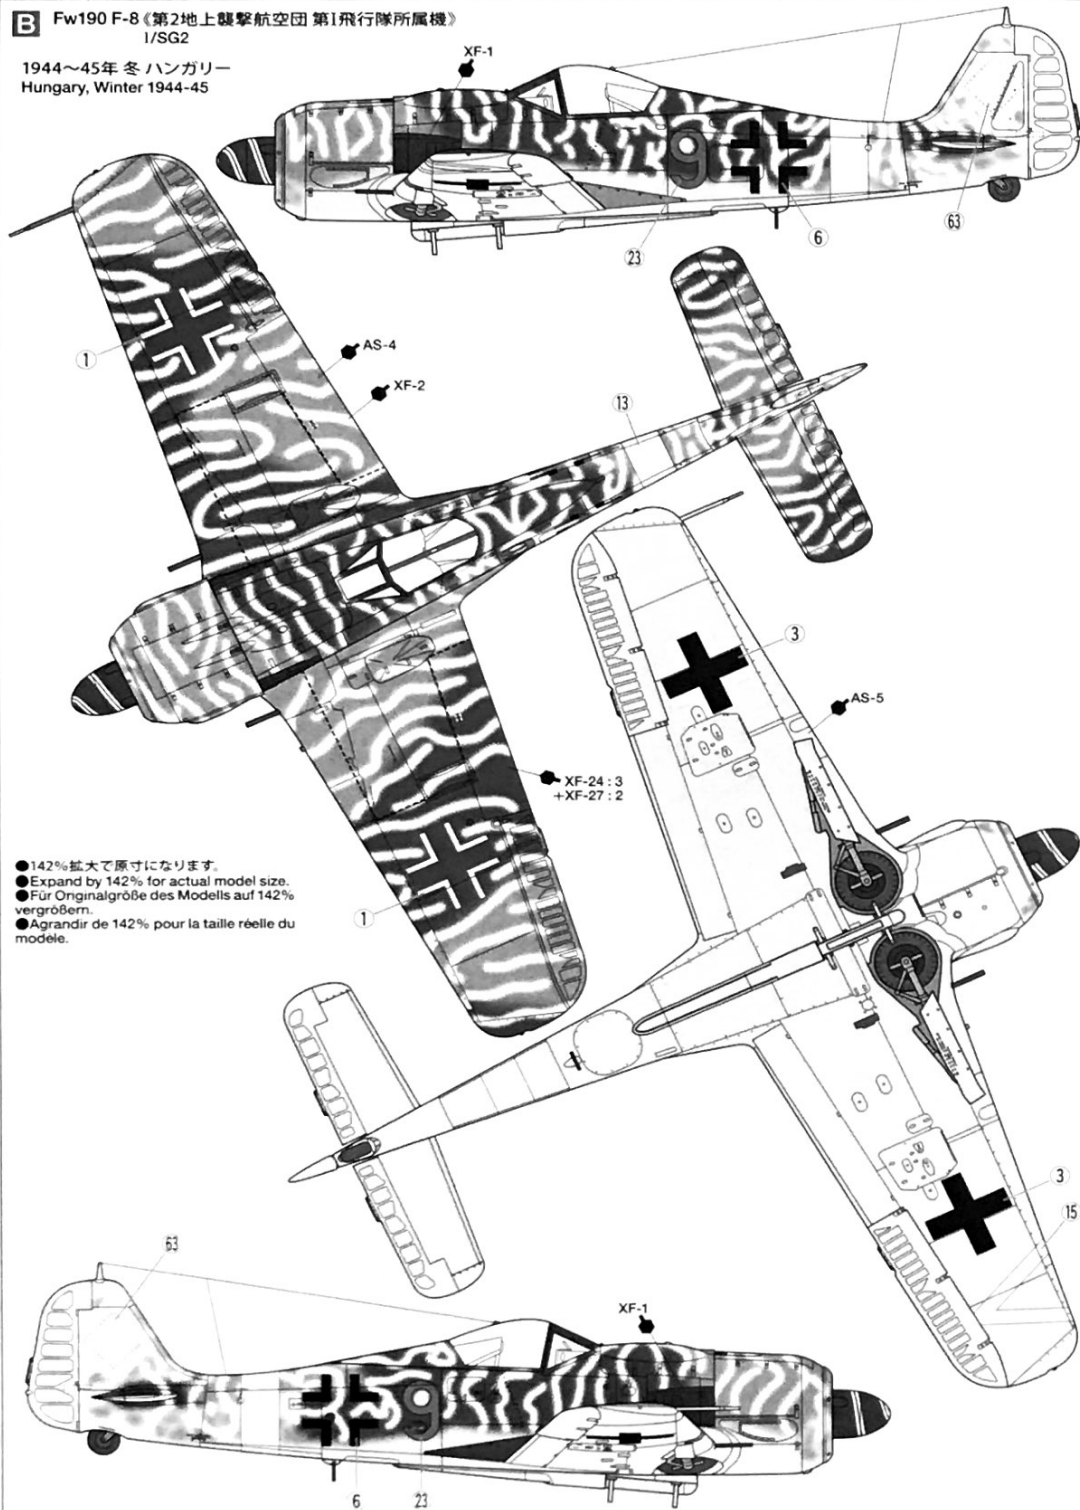 B
Fw190 F-8《第2地上襲撃航空団 第1飛行隊所属機》
I/SG2
1944〜45年 冬 ハンガリー
Hungary, Winter 1944-45
XF-1
6
63
23
1
AS-4
XF-2
13
3
AS-5
XF-24 : 3
+XF-27 : 2
●142%拡大で原寸になります。
●Expand by 142% for actual model size.
●Für Originalgröße des Modells auf 142%
vergrößern.
●Agrandir de 142% pour la taille réelle du
modèle.
1
3
15
63
XF-1
6
23
9
9